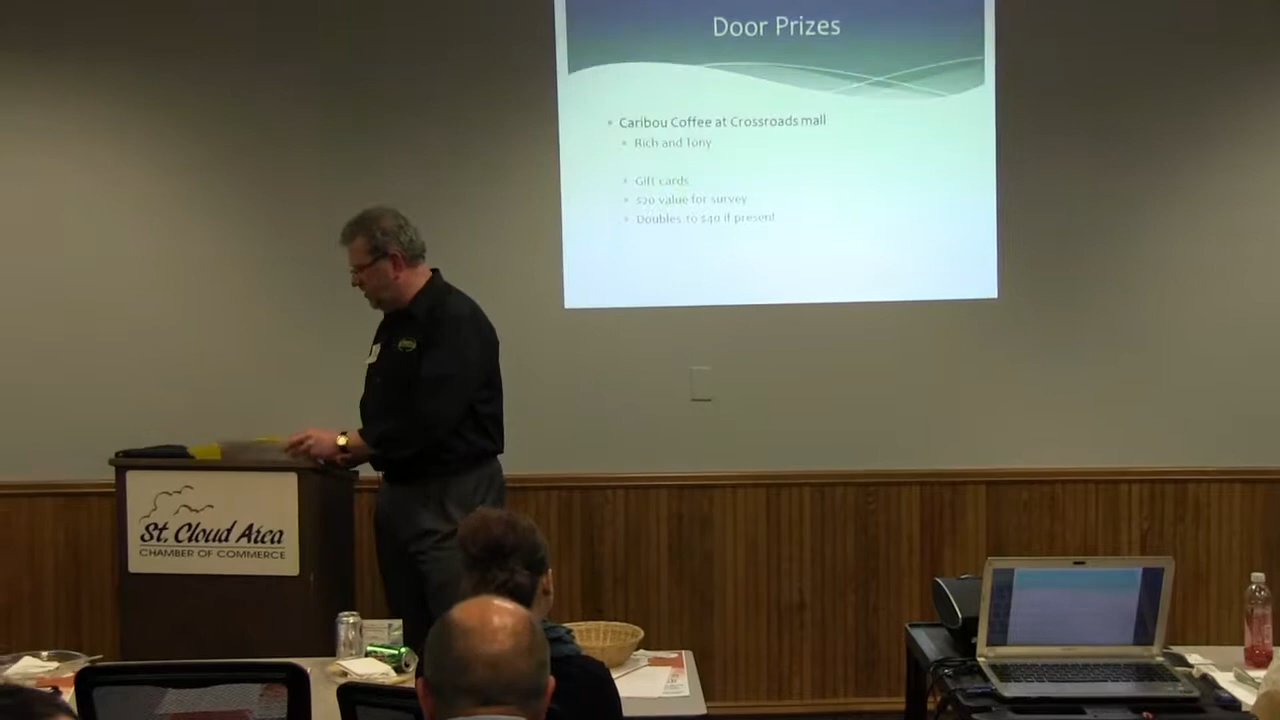 Door Prizes
Caribou Coffee at Crossroads mall
Rich and Tony
Gift cards
$20 value for survey
Doubles to $40 if present
St. Cloud Area
CHAMBER OF COMMERCE